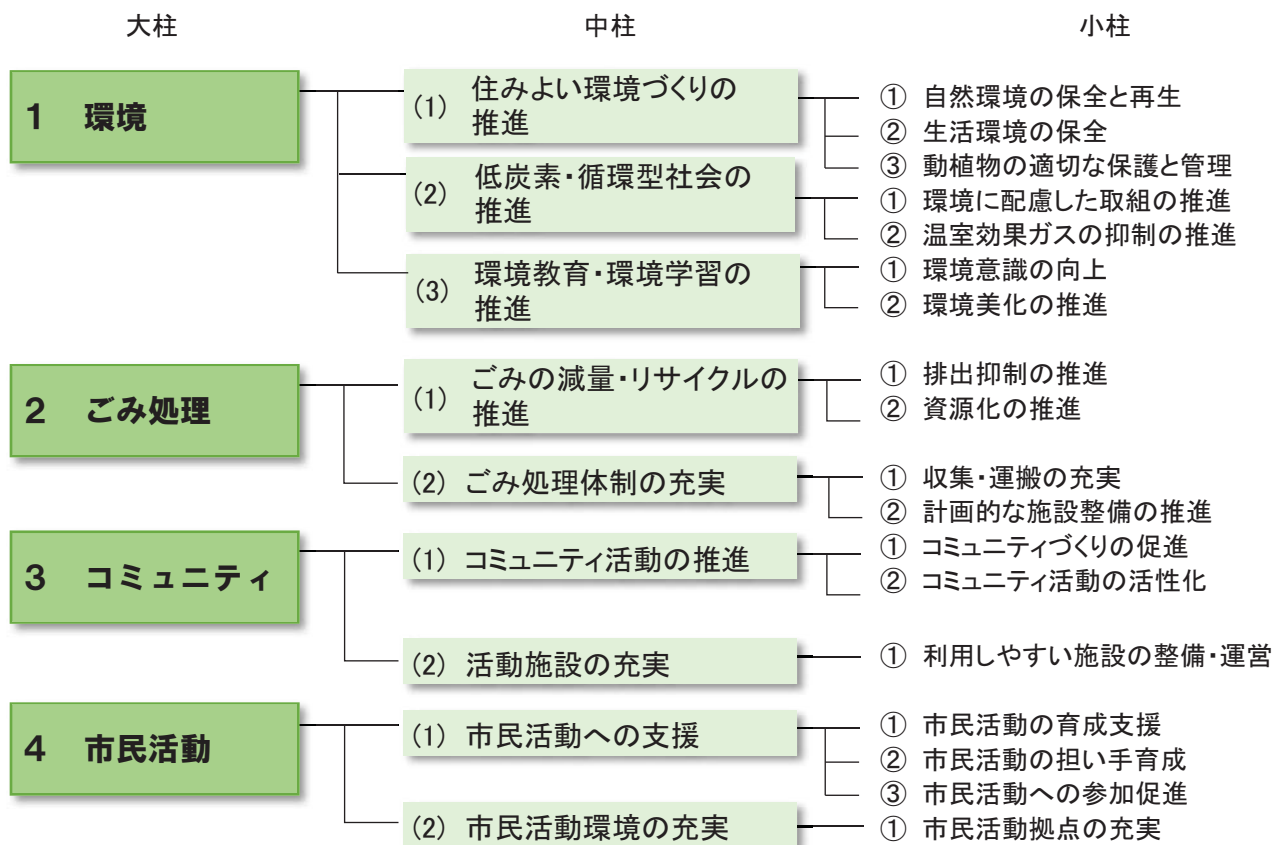 大柱 中柱 小柱
1 環境
(1) 住みよい環境づくりの
推進
① 自然環境の保全と再生
② 生活環境の保全
③ 動植物の適切な保護と管理
(2) 低炭素・循環型社会の
推進
① 環境に配慮した取組の推進
② 温室効果ガスの抑制の推進
(3) 環境教育・環境学習の
推進
① 環境意識の向上
② 環境美化の推進
2 ごみ処理
(1) ごみの減量・リサイクルの
推進
① 排出抑制の推進
② 資源化の推進
(2) ごみ処理体制の充実
① 収集・運搬の充実
② 計画的な施設整備の推進
3 コミュニティ
(1) コミュニティ活動の推進
① コミュニティづくりの促進
② コミュニティ活動の活性化
(2) 活動施設の充実
① 利用しやすい施設の整備・運営
4 市民活動
(1) 市民活動への支援
① 市民活動の育成支援
② 市民活動の担い手育成
③ 市民活動への参加促進
(2) 市民活動環境の充実
① 市民活動拠点の充実